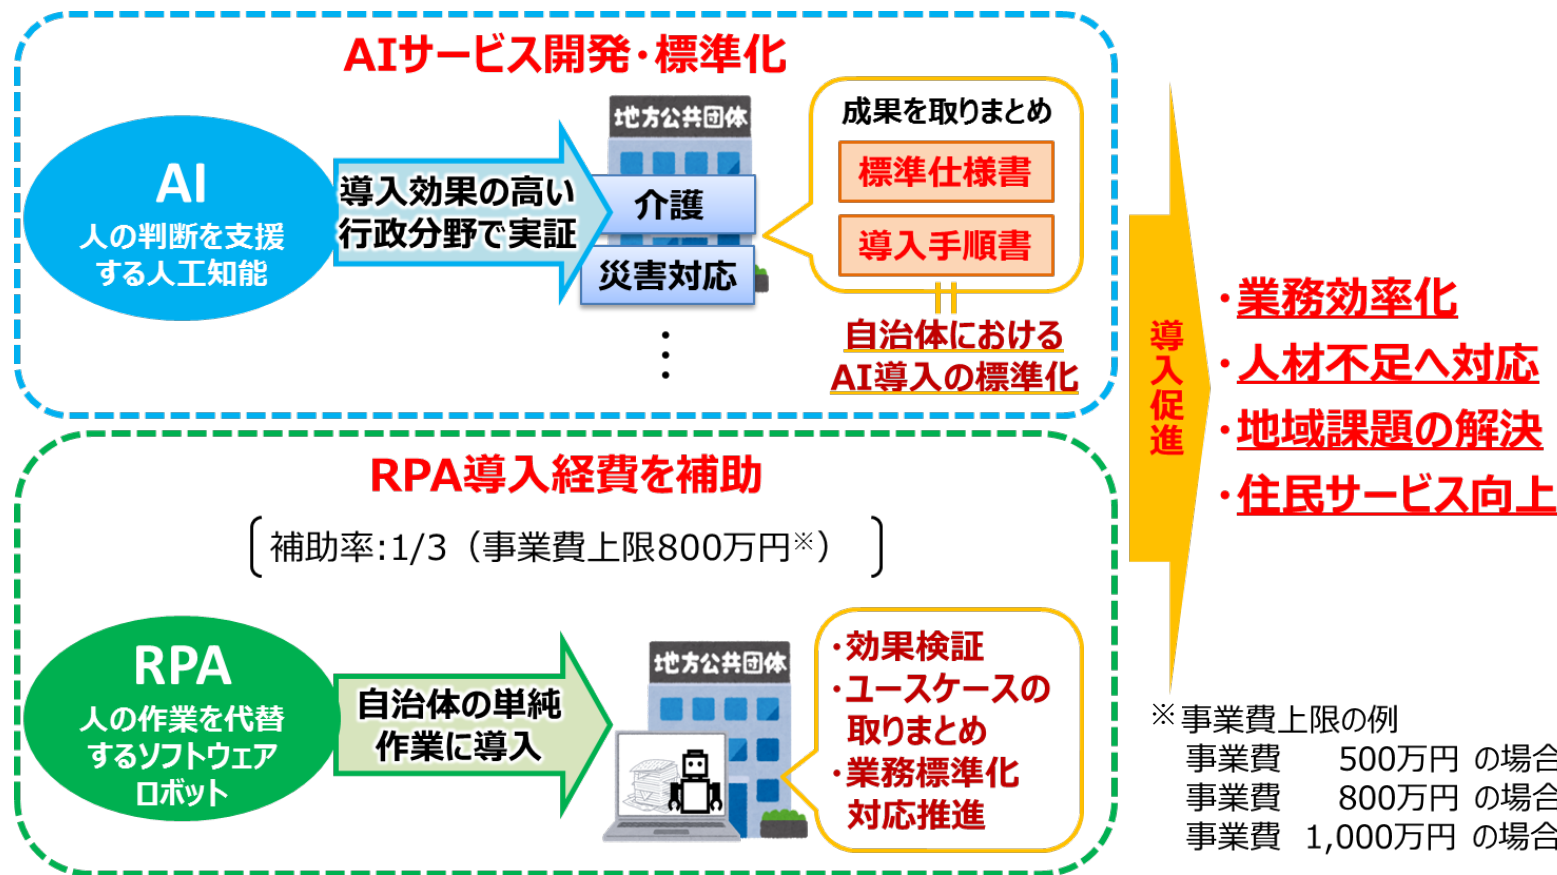 AIサービス開発・標準化
AI
人の判断を支援
する人工知能
導入効果の高い
行政分野で実証
地方公共団体
介護
災害対応
⋮
成果を取りまとめ
標準仕様書
導入手順書
自治体における
AI導入の標準化
RPA導入経費を補助
補助率:1/3（事業費上限800万円※）
RPA
人の作業を代替
するソフトウェア
ロボット
自治体の単純
作業に導入
地方公共団体
・効果検証
・ユースケースの
取りまとめ
・業務標準化
対応推進
導入促進
・業務効率化
・人材不足へ対応
・地域課題の解決
・住民サービス向上
※事業費上限の例
事業費 500万円 の場合
事業費 800万円 の場合
事業費 1,000万円 の場合